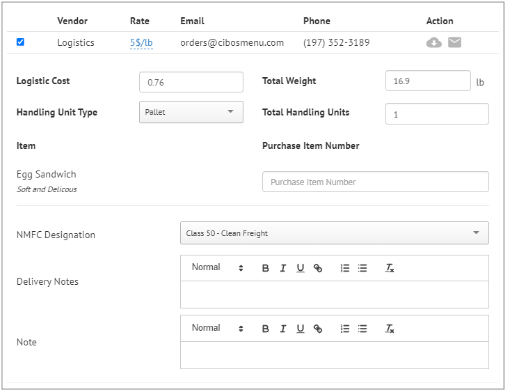 Vendor Rate Email Phone Action
Logistics 5$/lb orders@cibosmenu.com (197) 352-3189
Logistic Cost 0.76 Total Weight 16.9 lb
Handling Unit Type Pallet Total Handling Units 1
Item Purchase Item Number
Egg Sandwich
Soft and Delicous
Purchase Item Number
NMFC Designation Class 50 - Clean Freight
Normal B I U
Delivery Notes
Normal B I U
Note